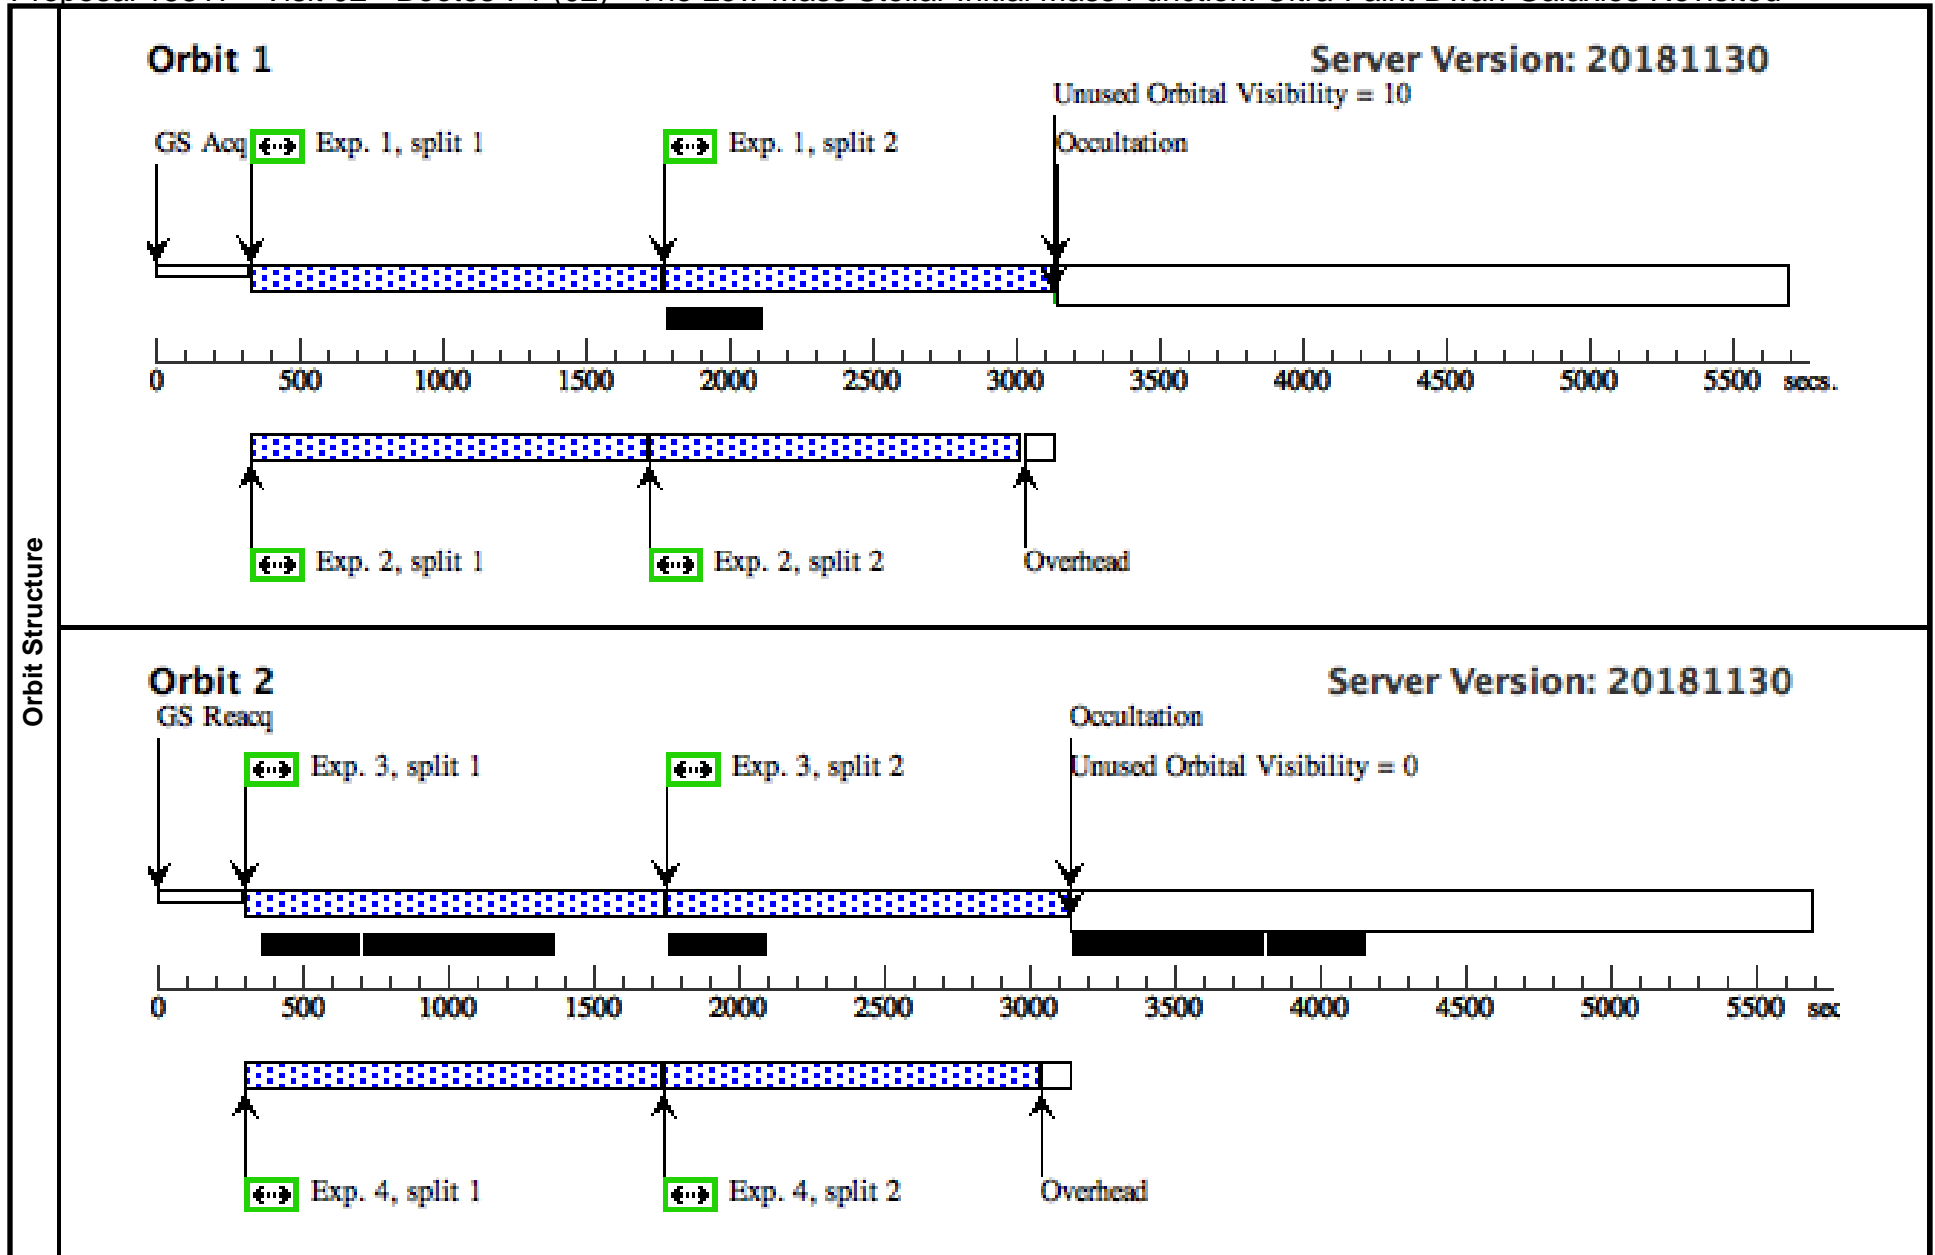 Orbit 1
Server Version: 20181130
Unused Orbital Visibility = 10
GS Acq
Exp. 1, split 1
Exp. 1, split 2
Occultation
0 500 1000 1500 2000 2500 3000 3500 4000 4500 5000 5500 secs.
Exp. 2, split 1
Exp. 2, split 2
Overhead
Orbit Structure
Orbit 2
Server Version: 20181130
GS Reacq
Occultation
Exp. 3, split 1
Exp. 3, split 2
Unused Orbital Visibility = 0
0 500 1000 1500 2000 2500 3000 3500 4000 4500 5000 5500 sec
Exp. 4, split 1
Exp. 4, split 2
Overhead